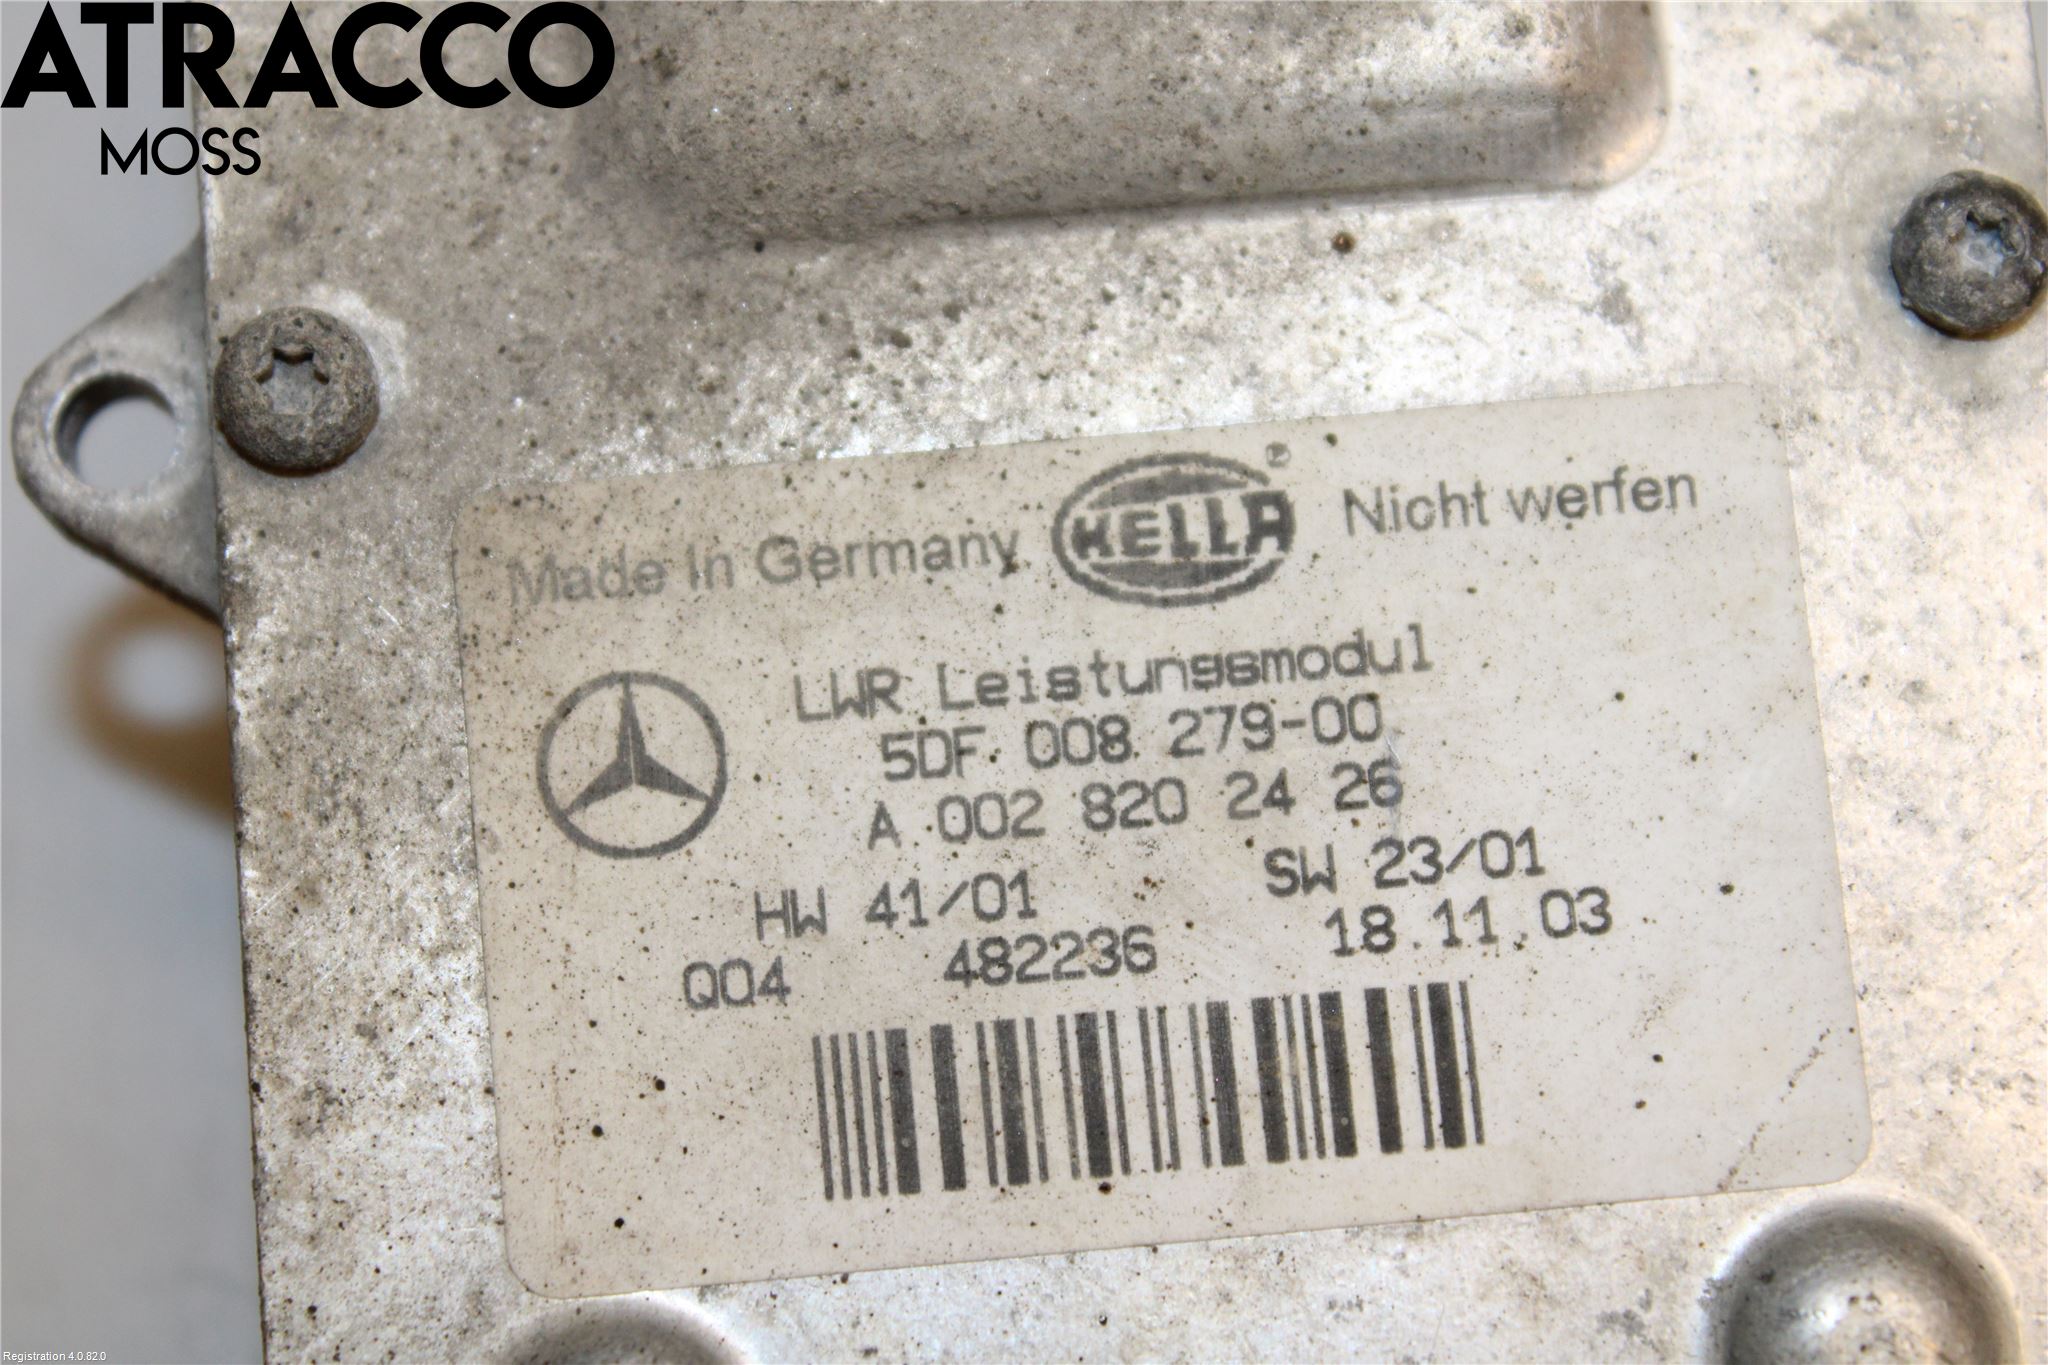 ATRACCO
MOSS
Made in Germany HELLA ® Nicht werfen
LWR Leistungsmodul
5DF 008 279-00
A 002 820 24 26
HW 41/01 SW 23/01
Q04 482236 18.11.03
Registration 4.0.82.0